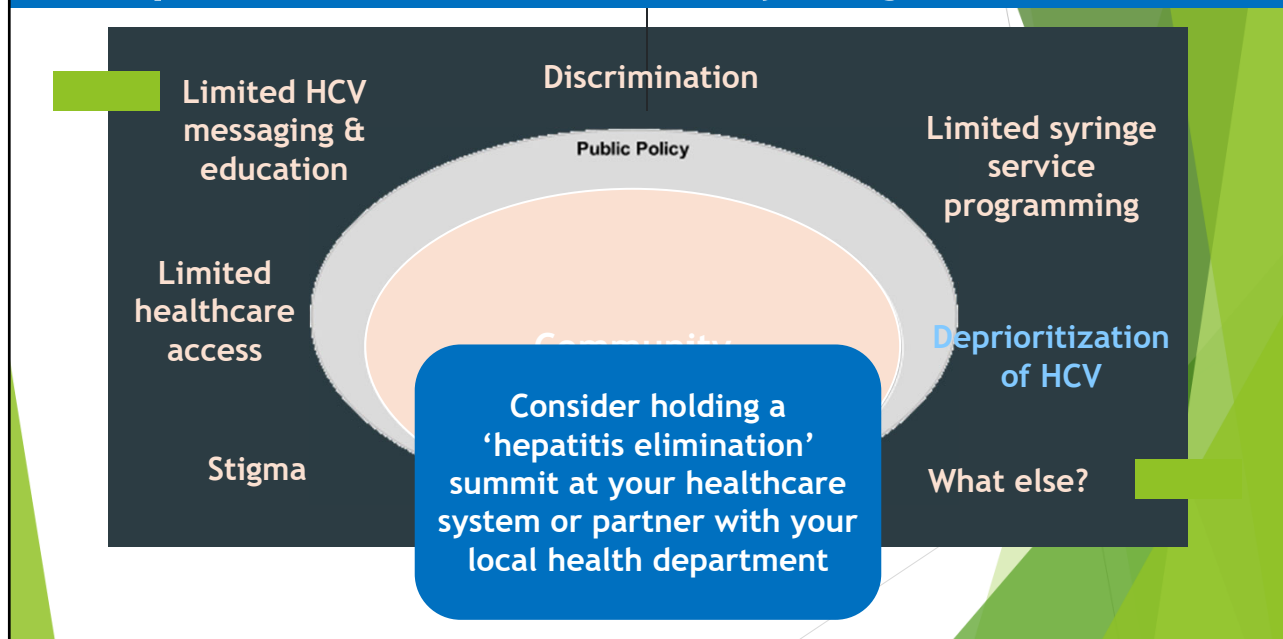 Discrimination
Limited HCV
messaging &
education
Public Policy
Limited syringe
service
programming
Limited
healthcare
access
Community
Deprioritization
of HCV
Consider holding a
‘hepatitis elimination’
summit at your healthcare
system or partner with your
local health department
Stigma
What else?